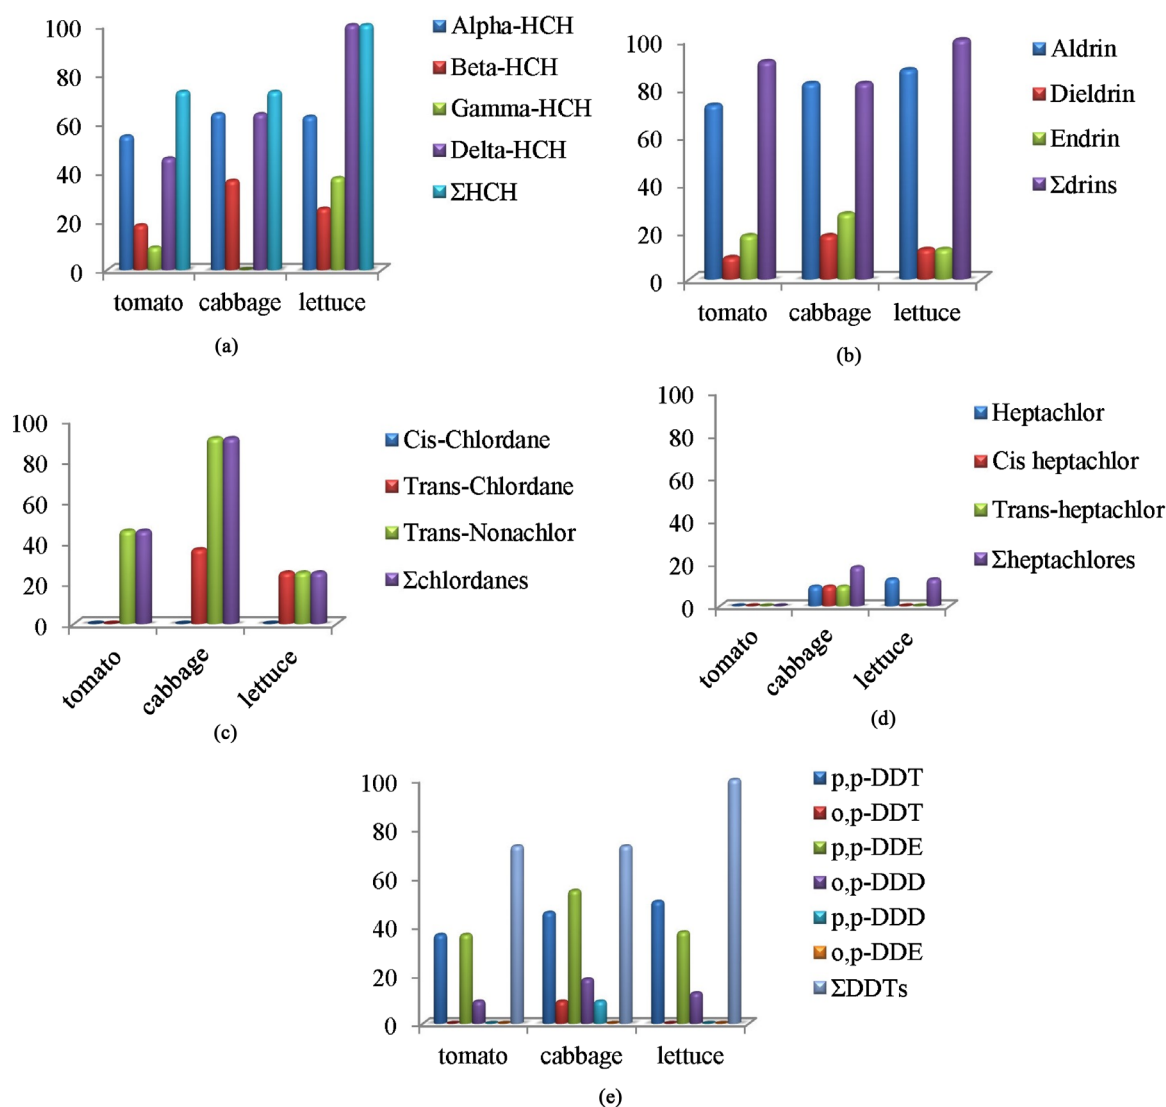 100
80
60
40
20
0
tomato cabbage lettuce
Alpha-HCH
Beta-HCH
Gamma-HCH
Delta-HCH
ΣHCH
(a)
100
80
60
40
20
0
tomato cabbage lettuce
Aldrin
Dieldrin
Endrin
Σdrins
(b)
100
80
60
40
20
0
tomato cabbage lettuce
Cis-Chlordane
Trans-Chlordane
Trans-Nonachlor
Σchlordanes
(c)
100
80
60
40
20
0
tomato cabbage lettuce
Heptachlor
Cis heptachlor
Trans-heptachlor
Σheptachlores
(d)
100
80
60
40
20
0
tomato cabbage lettuce
p,p-DDT
o,p-DDT
p,p-DDE
o,p-DDD
p,p-DDD
o,p-DDE
ΣDDTs
(e)